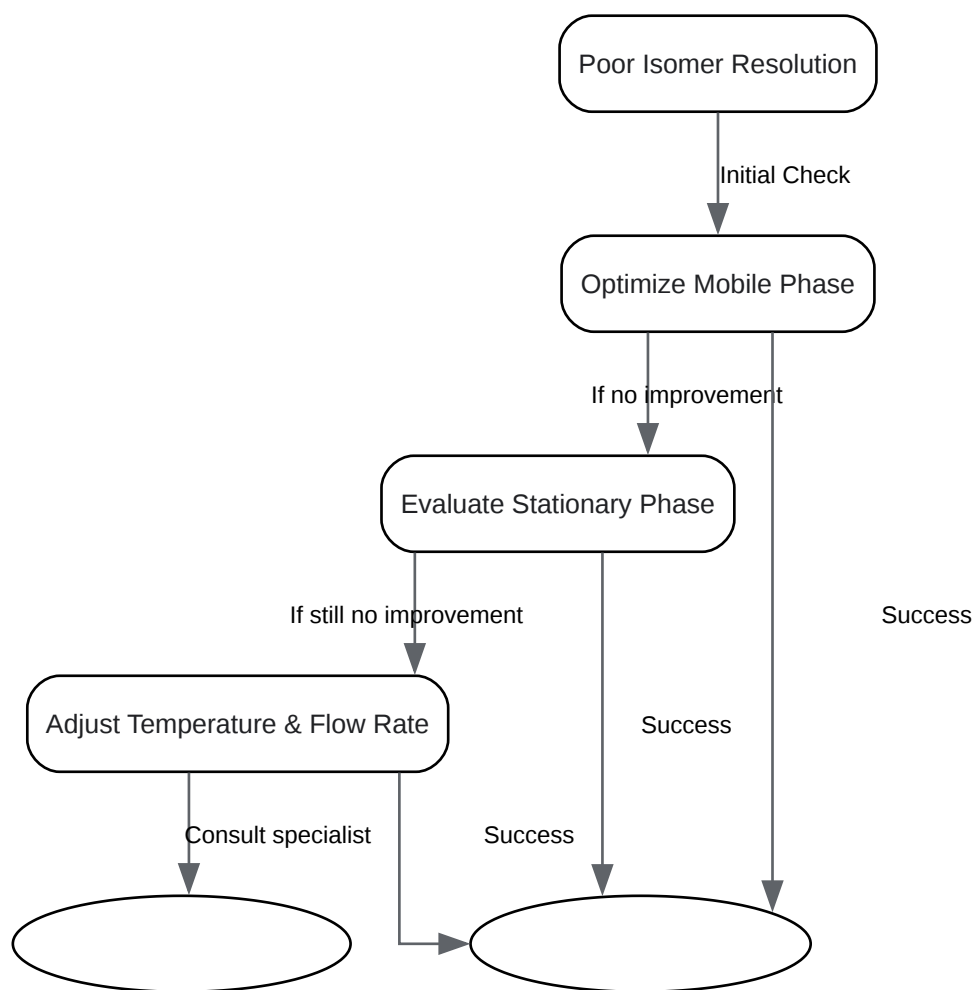 Poor Isomer Resolution
Initial Check
Optimize Mobile Phase
If no improvement
Evaluate Stationary Phase
If still no improvement
Success
Adjust Temperature & Flow Rate
Success
Consult specialist
Success